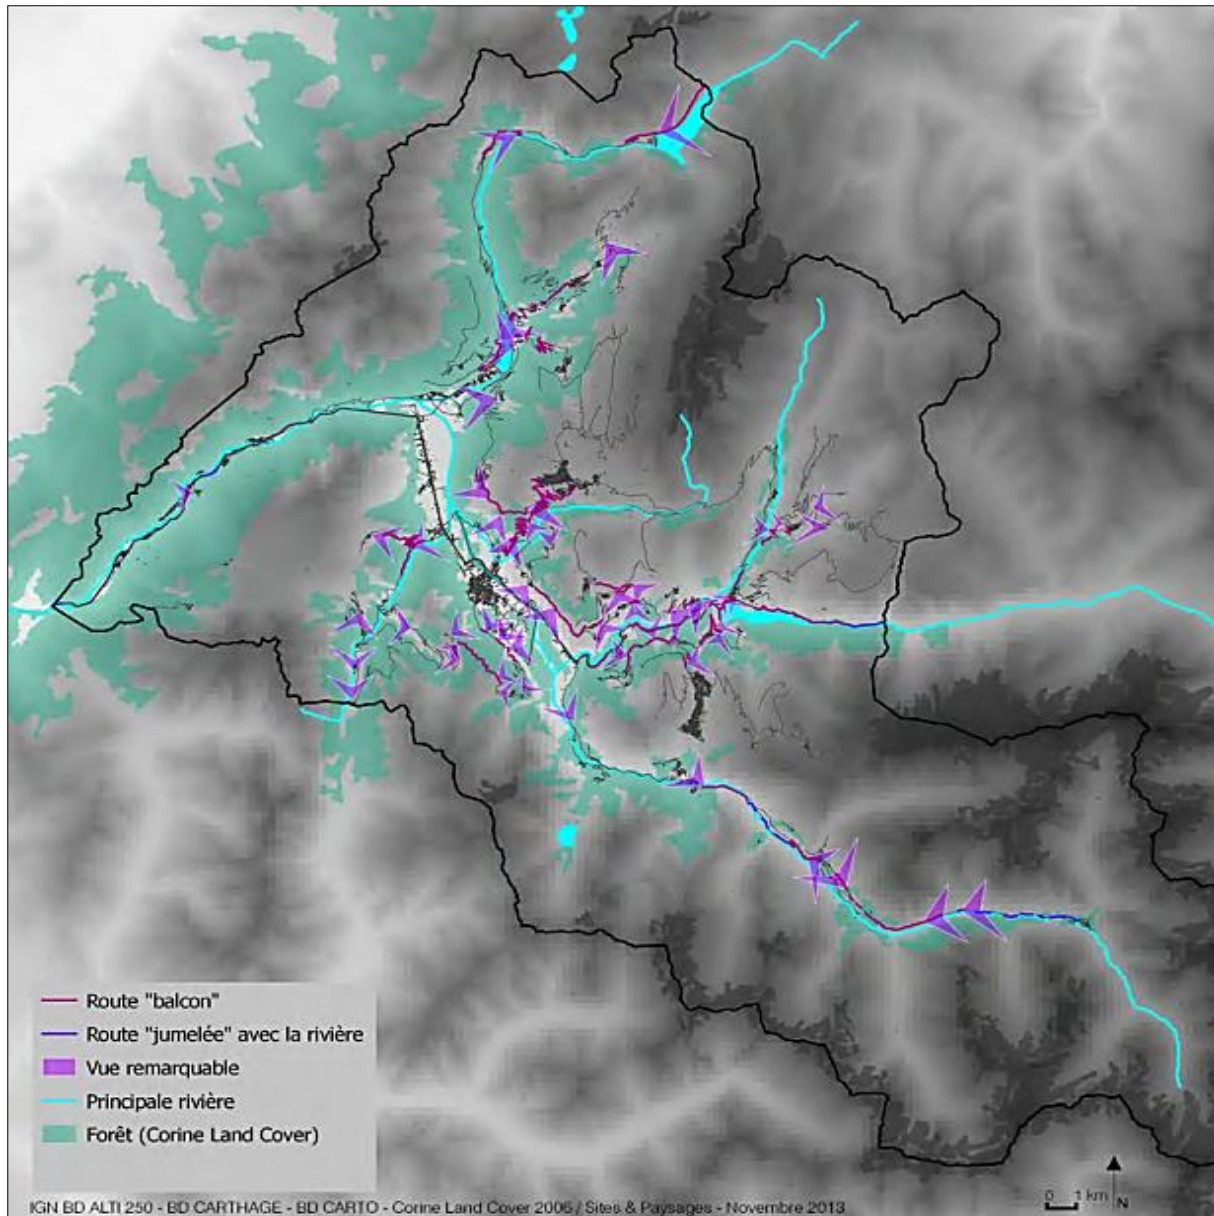 Route "balcon"
Route "jumelée" avec la rivière
Vue remarquable
Principale rivière
Forêt (Corine Land Cover)
0 1 km N
IGN BD ALTI 250 - BD CARTHAGE - BD CARTO - Corine Land Cover 2006 / Sites & Paysages - Novembre 2013